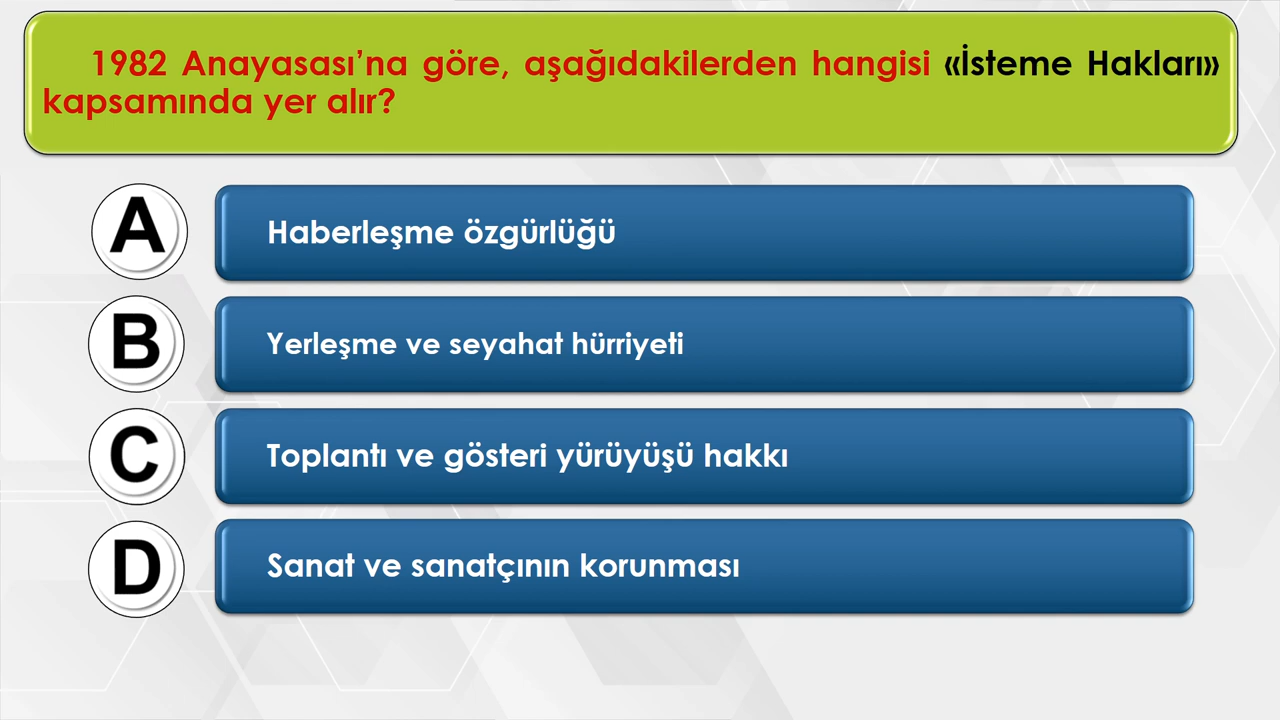 1982 Anayasası’na göre, aşağıdakilerden hangisi «İsteme Hakları»
kapsamında yer alır?
A
Haberleşme özgürlüğü
B
Yerleşme ve seyahat hürriyeti
C
Toplantı ve gösteri yürüyüşü hakkı
D
Sanat ve sanatçının korunması